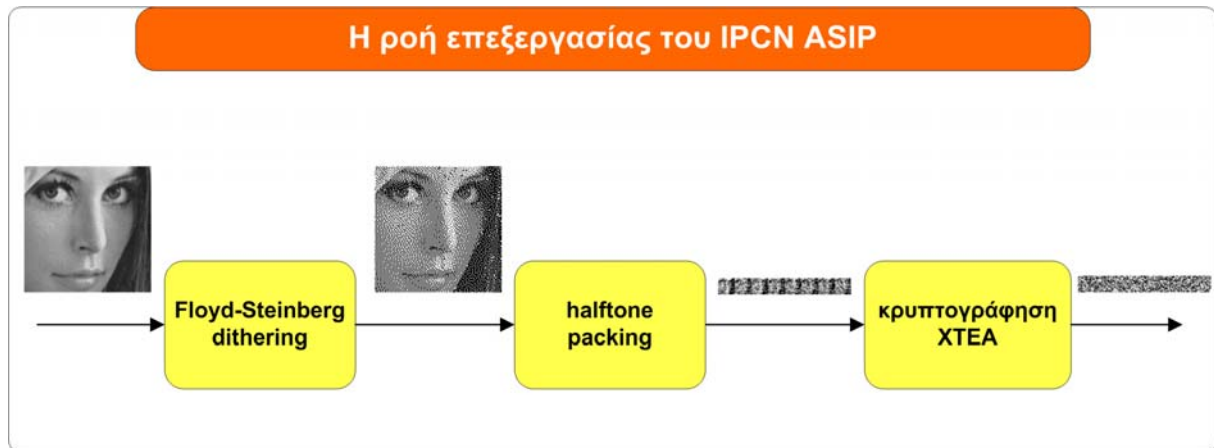 Η ροή επεξεργασίας του IPCN ASIP
Floyd-Steinberg
dithering
halftone
packing
κρυπτογράφηση
XTEA